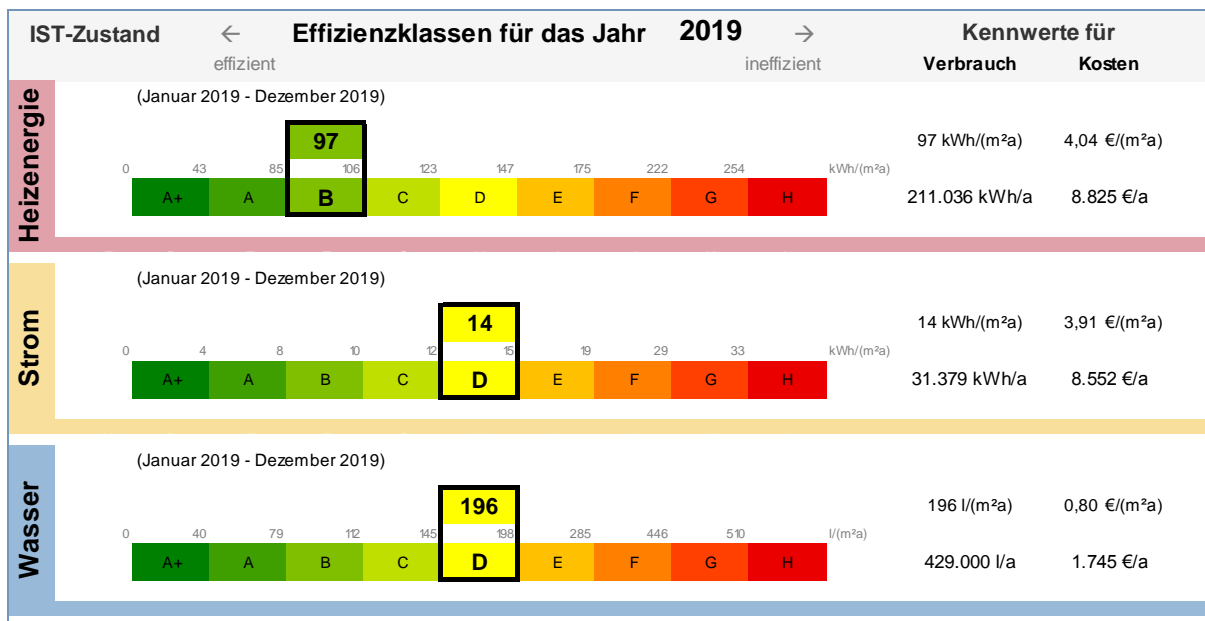 IST-Zustand ← Effizienzklassen für das Jahr 2019 → Kennwerte für
effizient ineffizient Verbrauch Kosten
Heizenergie
(Januar 2019 - Dezember 2019)
97 97 kWh/(m²a) 4,04 €/(m²a)
0 43 85 106 123 147 175 222 254 kWh/(m²a)
A+ A B C D E F G H 211.036 kWh/a 8.825 €/a
Strom
(Januar 2019 - Dezember 2019)
14 14 kWh/(m²a) 3,91 €/(m²a)
0 4 8 10 12 15 19 29 33 kWh/(m²a)
A+ A B C D E F G H 31.379 kWh/a 8.552 €/a
Wasser
(Januar 2019 - Dezember 2019)
196 196 l/(m²a) 0,80 €/(m²a)
0 40 79 112 145 198 285 446 510 l/(m²a)
A+ A B C D E F G H 429.000 l/a 1.745 €/a